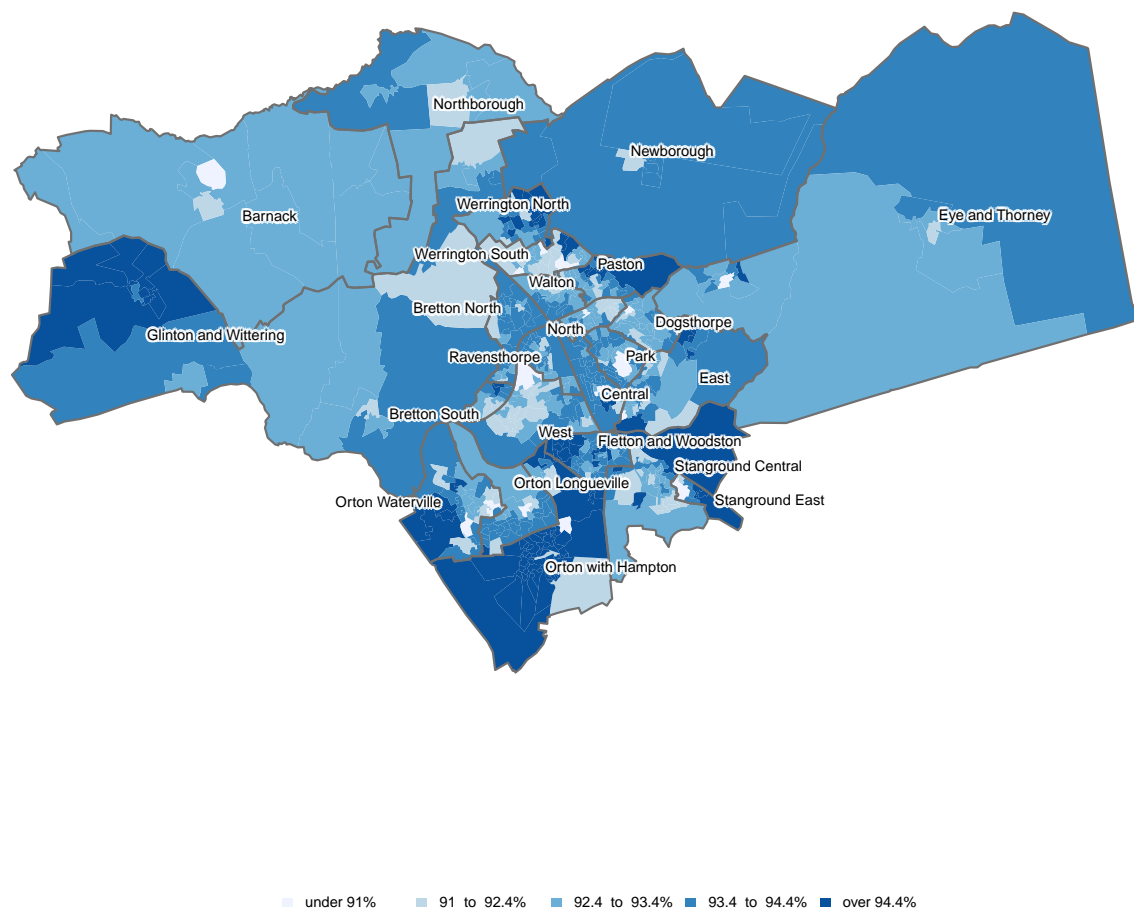 Northborough
Newborough
Werrington North
Barnack
Eye and Thorney
Werrington South
Paston
Walton
Bretton North
Dogsthorpe
North
Glinton and Wittering
Ravensthorpe
Park
East
Central
Bretton South
West
Fletton and Woodston
Stanground Central
Orton Longueville
Orton Waterville
Stanground East
Orton with Hampton
under 91% 91 to 92.4% 92.4 to 93.4% 93.4 to 94.4% over 94.4%